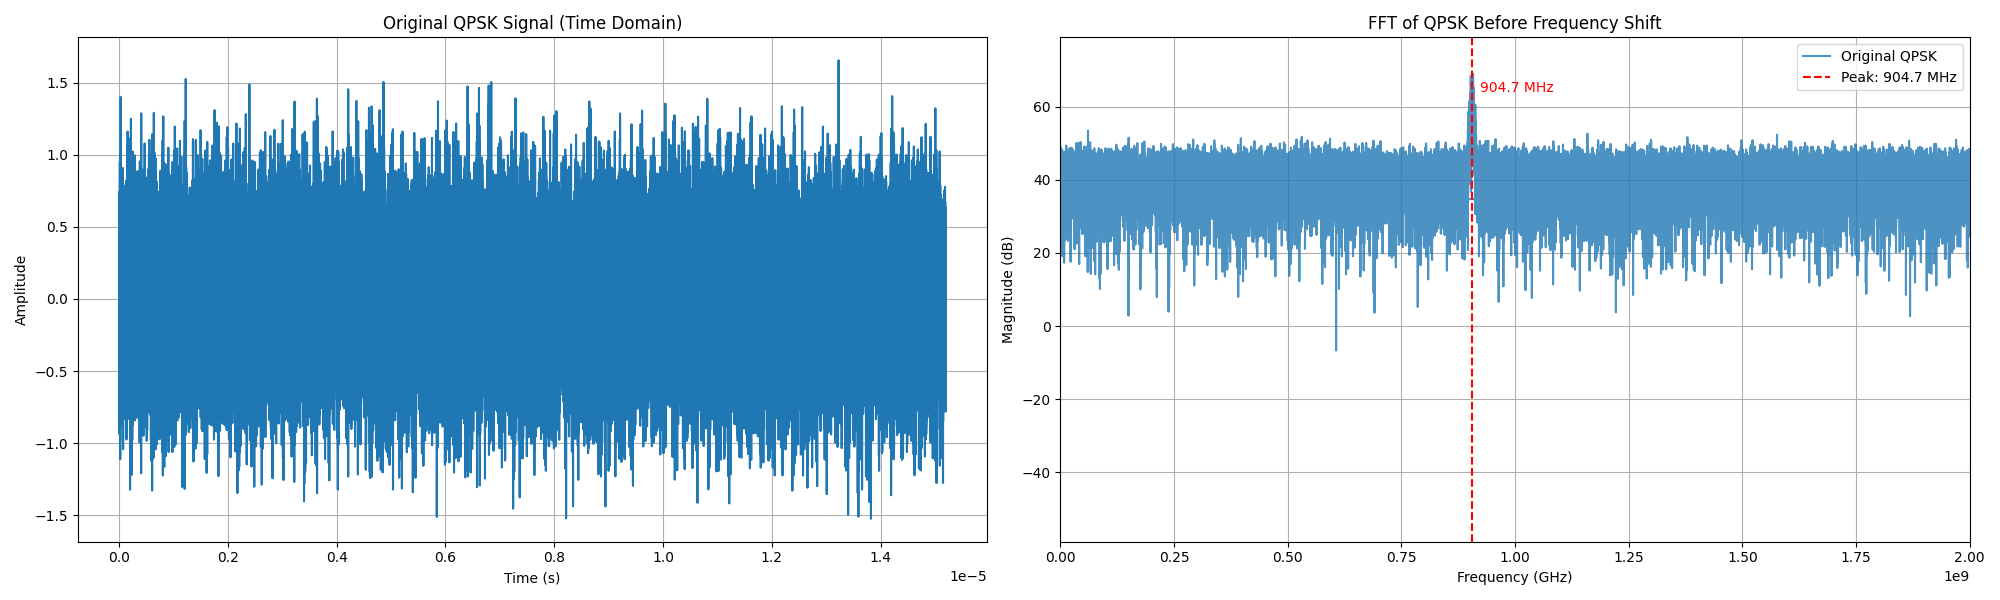 Original QPSK Signal (Time Domain)
Amplitude
1.5
1.0
0.5
0.0
−0.5
−1.0
−1.5
0.0 0.2 0.4 0.6 0.8 1.0 1.2 1.4
1e−5
Time (s)
FFT of QPSK Before Frequency Shift
Original QPSK
Peak: 904.7 MHz
904.7 MHz
Magnitude (dB)
60
40
20
0
−20
−40
0.00 0.25 0.50 0.75 1.00 1.25 1.50 1.75 2.00
1e9
Frequency (GHz)